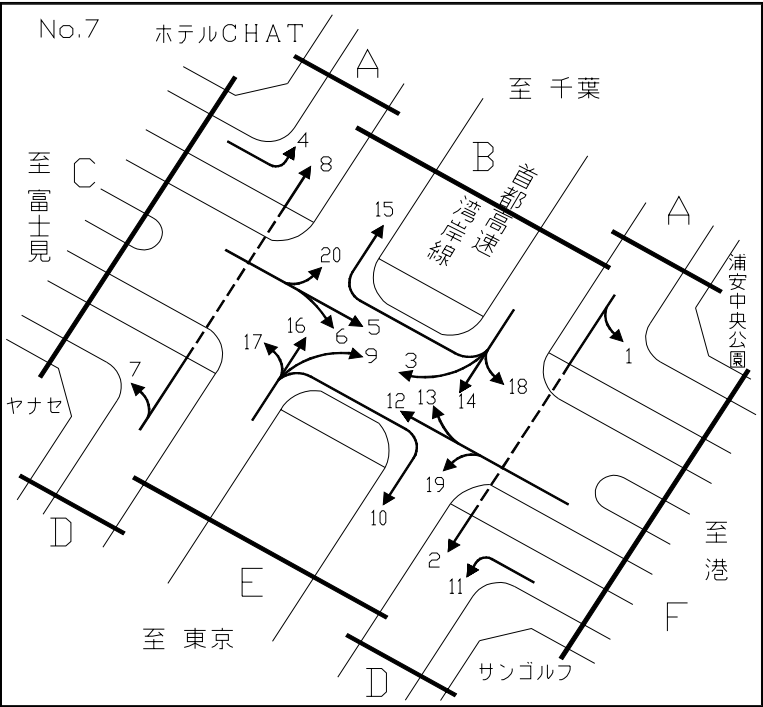 No.7
ホテルCHAT
A
至 千葉
B
至 富士見
C
首都高速
湾岸線
A
浦安中央公園
4
8
15
20
5
6
16
17
9
3
1
7
18
14
13
12
ヤナセ
19
10
2
11
D
E
至 港
F
至 東京
サンゴルフ
D